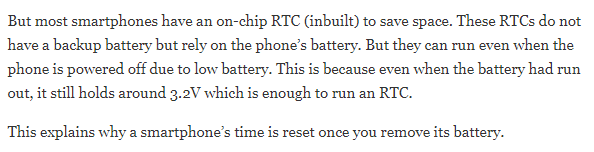 But most smartphones have an on-chip RTC (inbuilt) to save space. These RTCs do not
have a backup battery but rely on the phone’s battery. But they can run even when the
phone is powered off due to low battery. This is because even when the battery had run
out, it still holds around 3.2V which is enough to run an RTC.
This explains why a smartphone’s time is reset once you remove its battery.